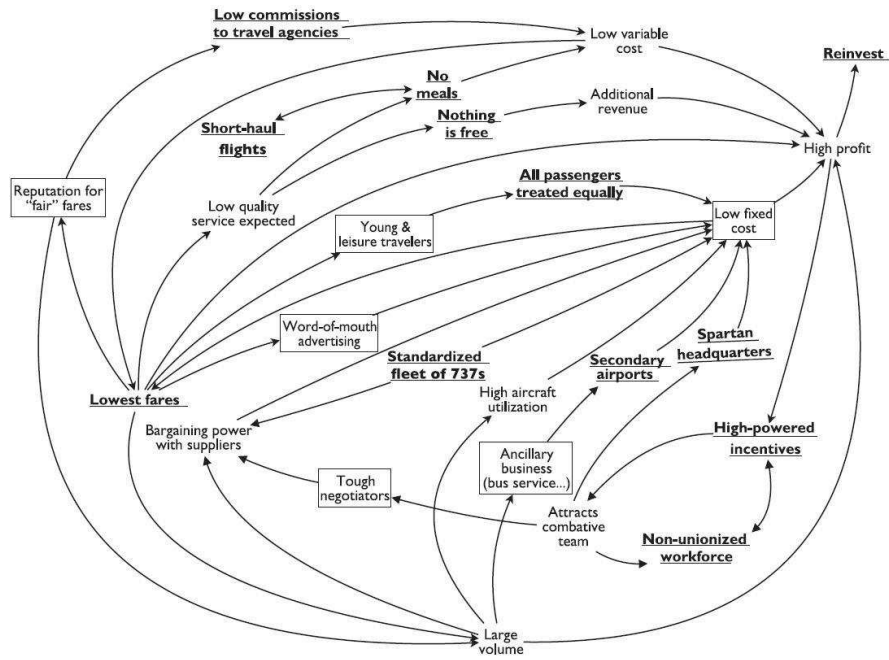 Low commissions
to travel agencies
Low variable
cost
Reinvest
No
meals
Additional
revenue
Nothing
is free
Short-haul
flights
High profit
All passengers
treated equally
Reputation for
“fair” fares
Low quality
service expected
Young &
leisure travelers
Low fixed
cost
Word-of-mouth
advertising
Spartan
headquarters
Standardized
fleet of 737s
Secondary
airports
Lowest fares
High aircraft
utilization
Bargaining power
with suppliers
High-powered
incentives
Ancillary
business
(bus service...)
Tough
negotiators
Attracts
combative
team
Non-unionized
workforce
Large
volume